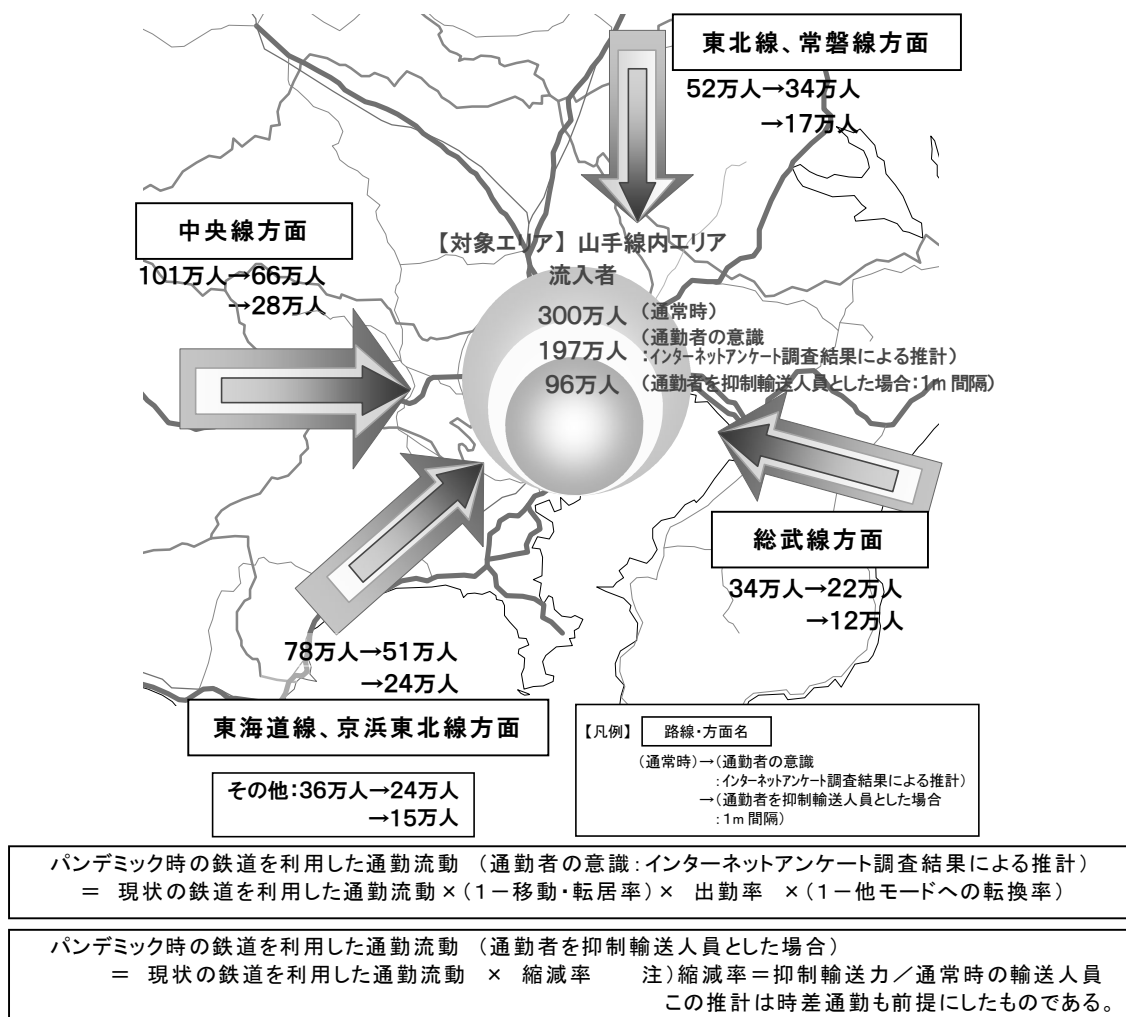 東北線、常磐線方面
52万人→34万人
→17万人
中央線方面
101万人→66万人
→28万人
【対象エリア】 山手線内エリア
流入者
300万人 (通常時)
197万人 (通勤者の意識
:インターネットアンケート調査結果による推計)
96万人 (通勤者を抑制輸送人員とした場合:1m 間隔)
総武線方面
34万人→22万人
→12万人
78万人→51万人
→24万人
東海道線、京浜東北線方面
その他:36万人→24万人
→15万人
【凡例】 路線・方面名
(通常時)→(通勤者の意識
:インターネットアンケート調査結果による推計)
→(通勤者を抑制輸送人員とした場合
:1m 間隔)
パンデミック時の鉄道を利用した通勤流動 (通勤者の意識:インターネットアンケート調査結果による推計)
= 現状の鉄道を利用した通勤流動×(1-移動・転居率)× 出勤率 ×(1-他モードへの転換率)
パンデミック時の鉄道を利用した通勤流動 (通勤者を抑制輸送人員とした場合)
= 現状の鉄道を利用した通勤流動 × 縮減率 注)縮減率=抑制輸送力/通常時の輸送人員
この推計は時差通勤も前提にしたものである。